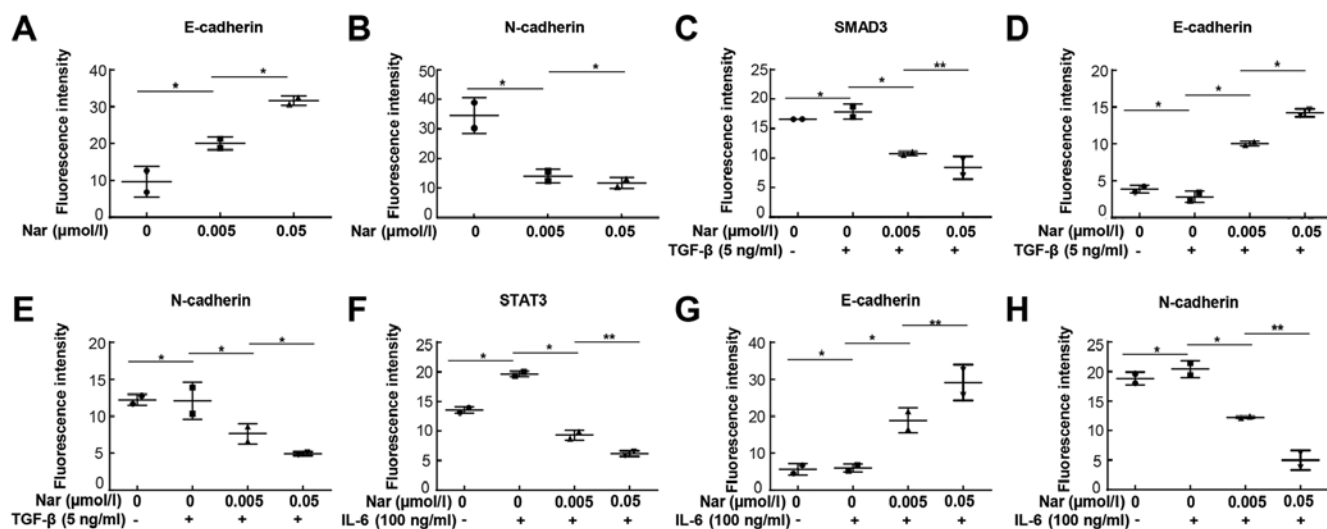 A
E-cadherin
Fluorescence intensity
40
30
20
10
0
*
*
Nar (μmol/l) 0 0.005 0.05
B
N-cadherin
Fluorescence intensity
50
40
30
20
10
0
*
*
Nar (μmol/l) 0 0.005 0.05
C
SMAD3
Fluorescence intensity
25
20
15
10
5
0
*
*
**
Nar (μmol/l) 0 0 0.005 0.05
TGF-β (5 ng/ml) - + + +
D
E-cadherin
Fluorescence intensity
20
15
10
5
0
*
*
*
Nar (μmol/l) 0 0 0.005 0.05
TGF-β (5 ng/ml) - + + +
E
N-cadherin
Fluorescence intensity
20
15
10
5
0
*
*
*
Nar (μmol/l) 0 0 0.005 0.05
TGF-β (5 ng/ml) - + + +
F
STAT3
Fluorescence intensity
25
20
15
10
5
0
*
*
**
Nar (μmol/l) 0 0 0.005 0.05
IL-6 (100 ng/ml) - + + +
G
E-cadherin
Fluorescence intensity
40
30
20
10
0
*
*
**
Nar (μmol/l) 0 0 0.005 0.05
IL-6 (100 ng/ml) - + + +
H
N-cadherin
Fluorescence intensity
25
20
15
10
5
0
*
*
**
Nar (μmol/l) 0 0 0.005 0.05
IL-6 (100 ng/ml) - + + +